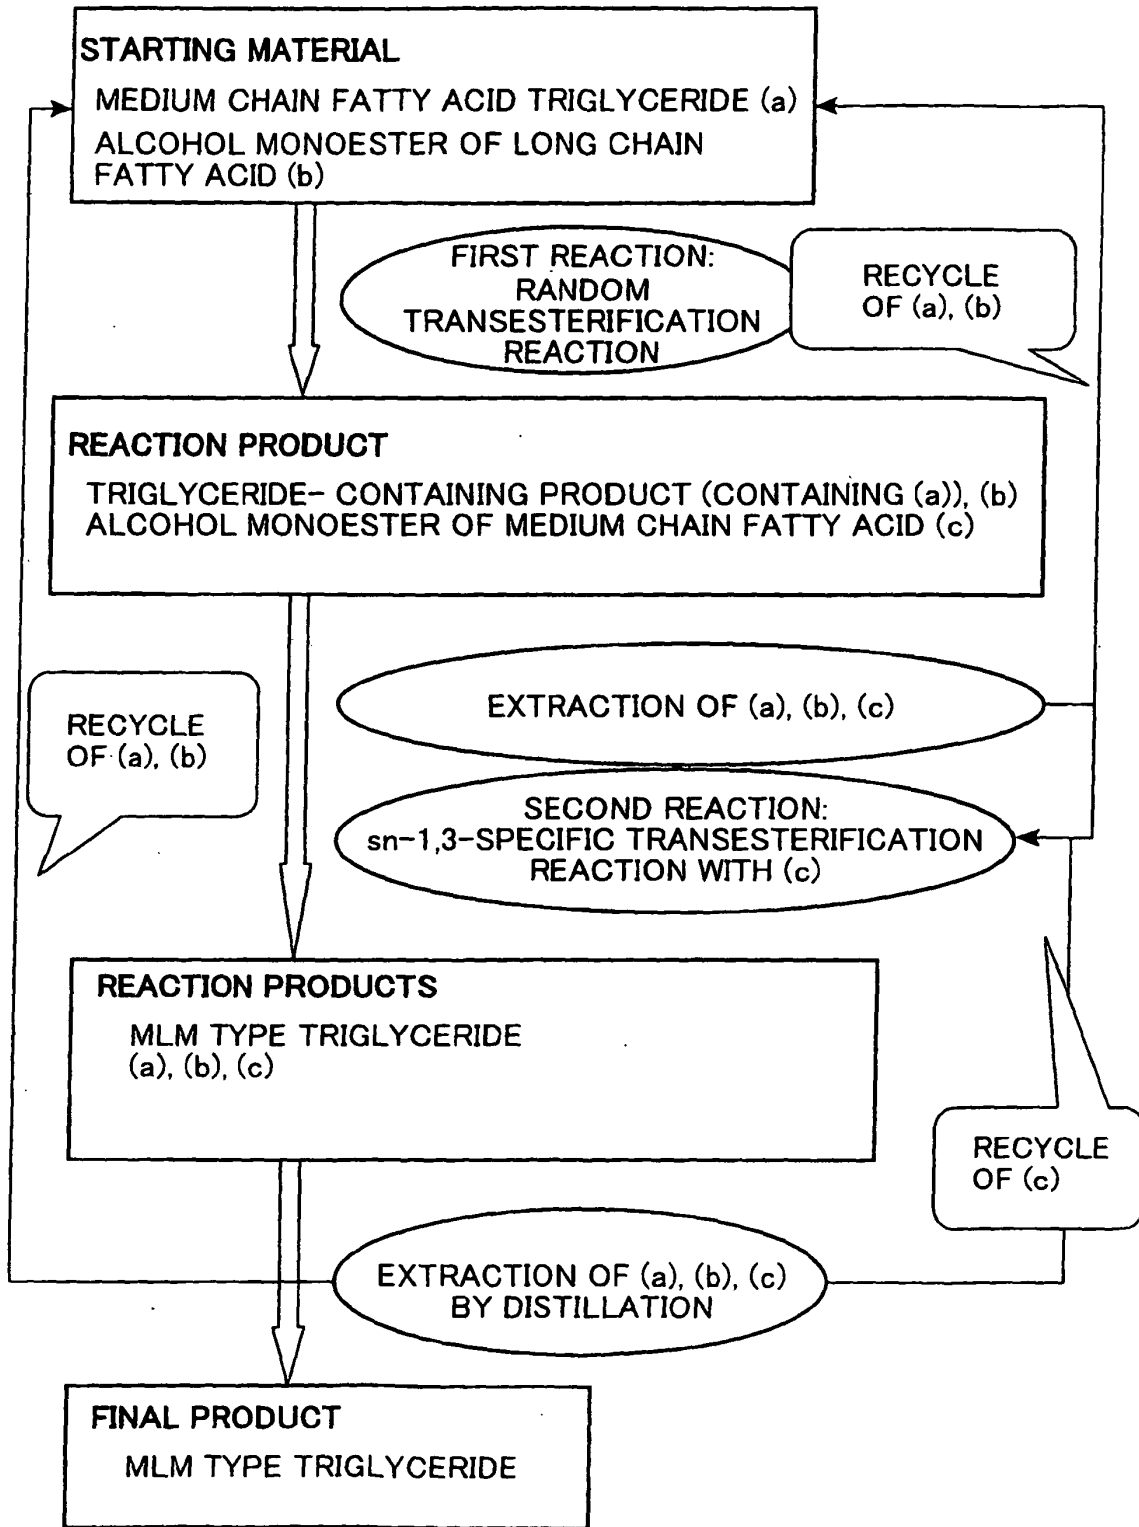 STARTING MATERIAL
MEDIUM CHAIN FATTY ACID TRIGLYCERIDE (a)
ALCOHOL MONOESTER OF LONG CHAIN
FATTY ACID (b)
FIRST REACTION:
RANDOM
TRANSESTERIFICATION
REACTION
RECYCLE
OF (a), (b)
REACTION PRODUCT
TRIGLYCERIDE- CONTAINING PRODUCT (CONTAINING (a)), (b)
ALCOHOL MONOESTER OF MEDIUM CHAIN FATTY ACID (c)
EXTRACTION OF (a), (b), (c)
RECYCLE
OF (a), (b)
SECOND REACTION:
sn-1,3-SPECIFIC TRANSESTERIFICATION
REACTION WITH (c)
REACTION PRODUCTS
MLM TYPE TRIGLYCERIDE
(a), (b), (c)
RECYCLE
OF (c)
EXTRACTION OF (a), (b), (c)
BY DISTILLATION
FINAL PRODUCT
MLM TYPE TRIGLYCERIDE